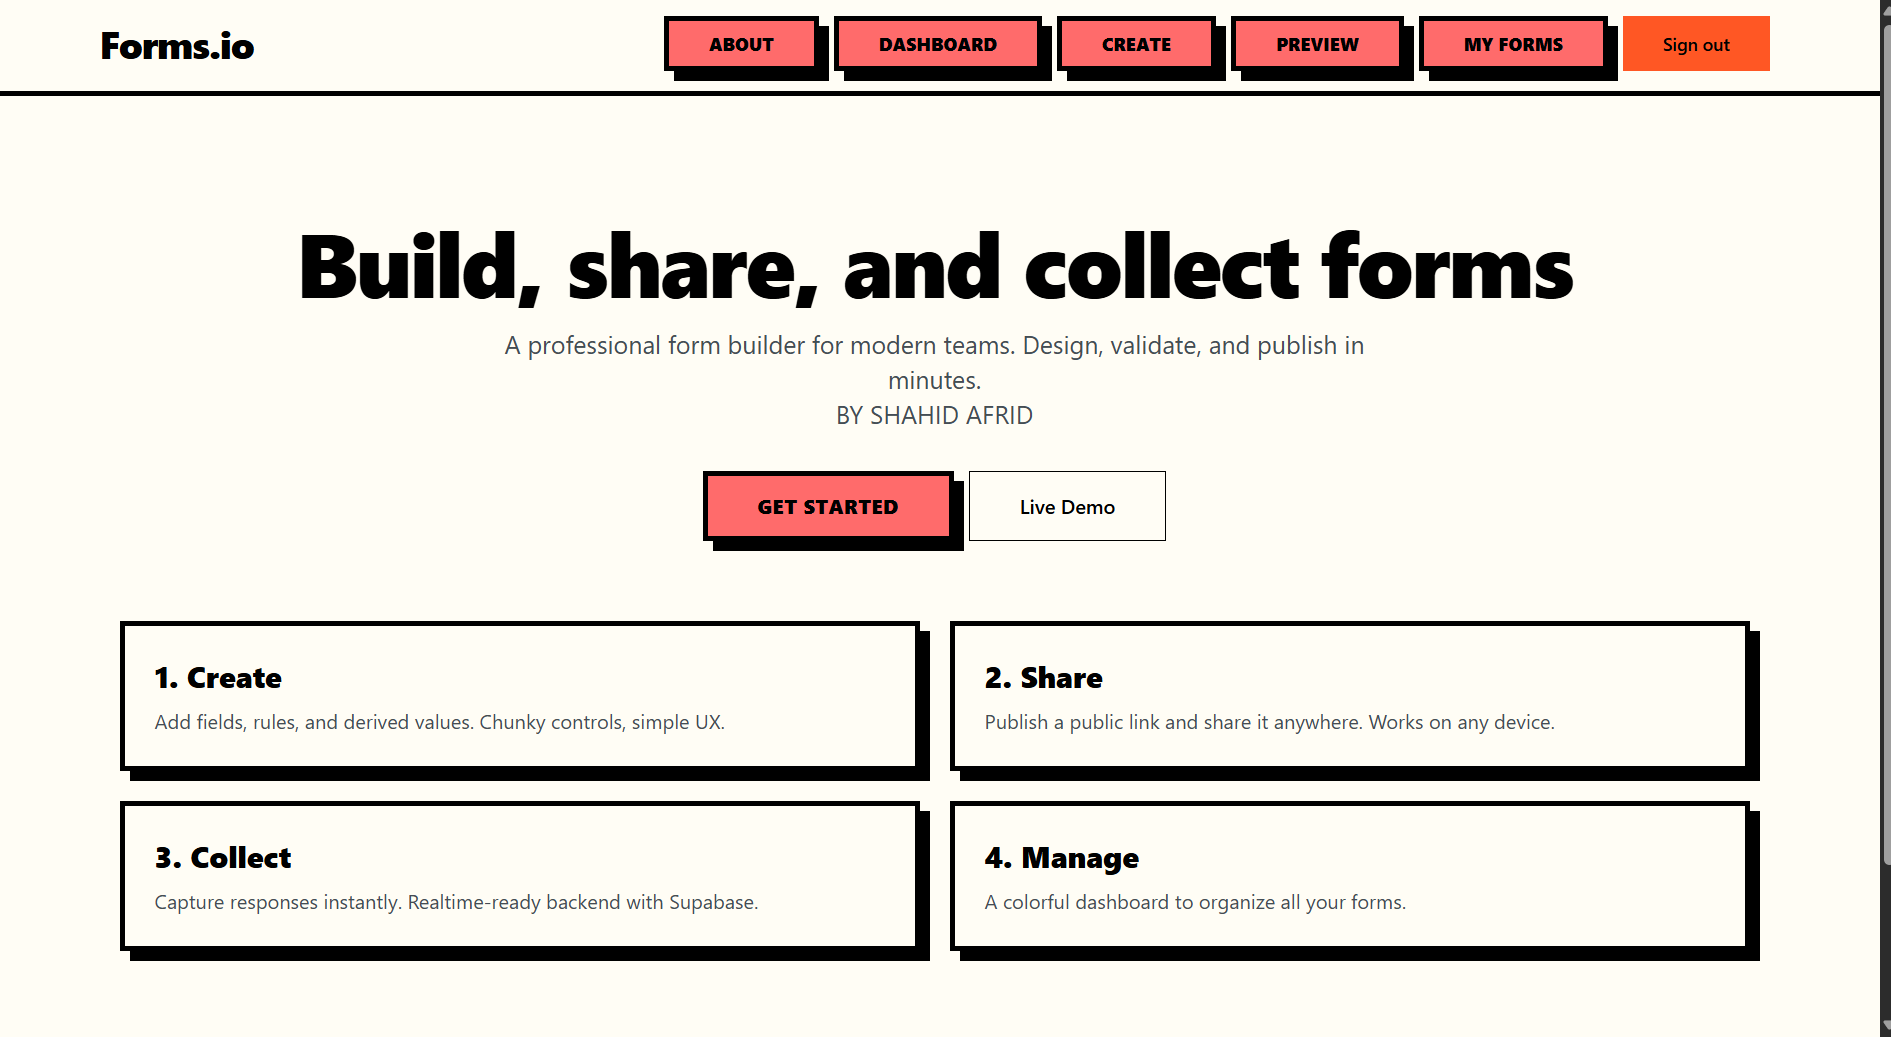 Forms.io
ABOUT
DASHBOARD
CREATE
PREVIEW
MY FORMS
Sign out
Build, share, and collect forms
A professional form builder for modern teams. Design, validate, and publish in
minutes.
BY SHAHID AFRID
GET STARTED
Live Demo
1. Create
Add fields, rules, and derived values. Chunky controls, simple UX.
2. Share
Publish a public link and share it anywhere. Works on any device.
3. Collect
Capture responses instantly. Realtime-ready backend with Supabase.
4. Manage
A colorful dashboard to organize all your forms.